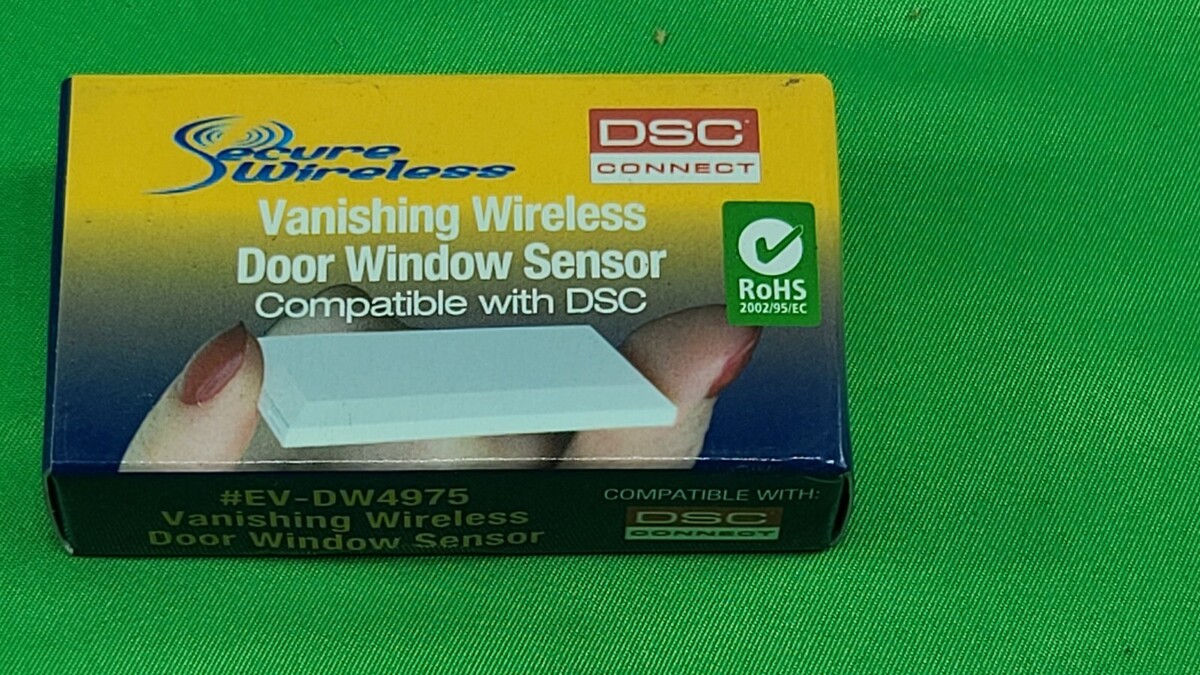 Secure
Wireless
DSC
CONNECT
Vanishing Wireless
Door Window Sensor
Compatible with DSC
RoHS
2002/95/EC
#EV-DW4975
Vanishing Wireless
Door Window Sensor
COMPATIBLE WITH:
DSC
CONNECT